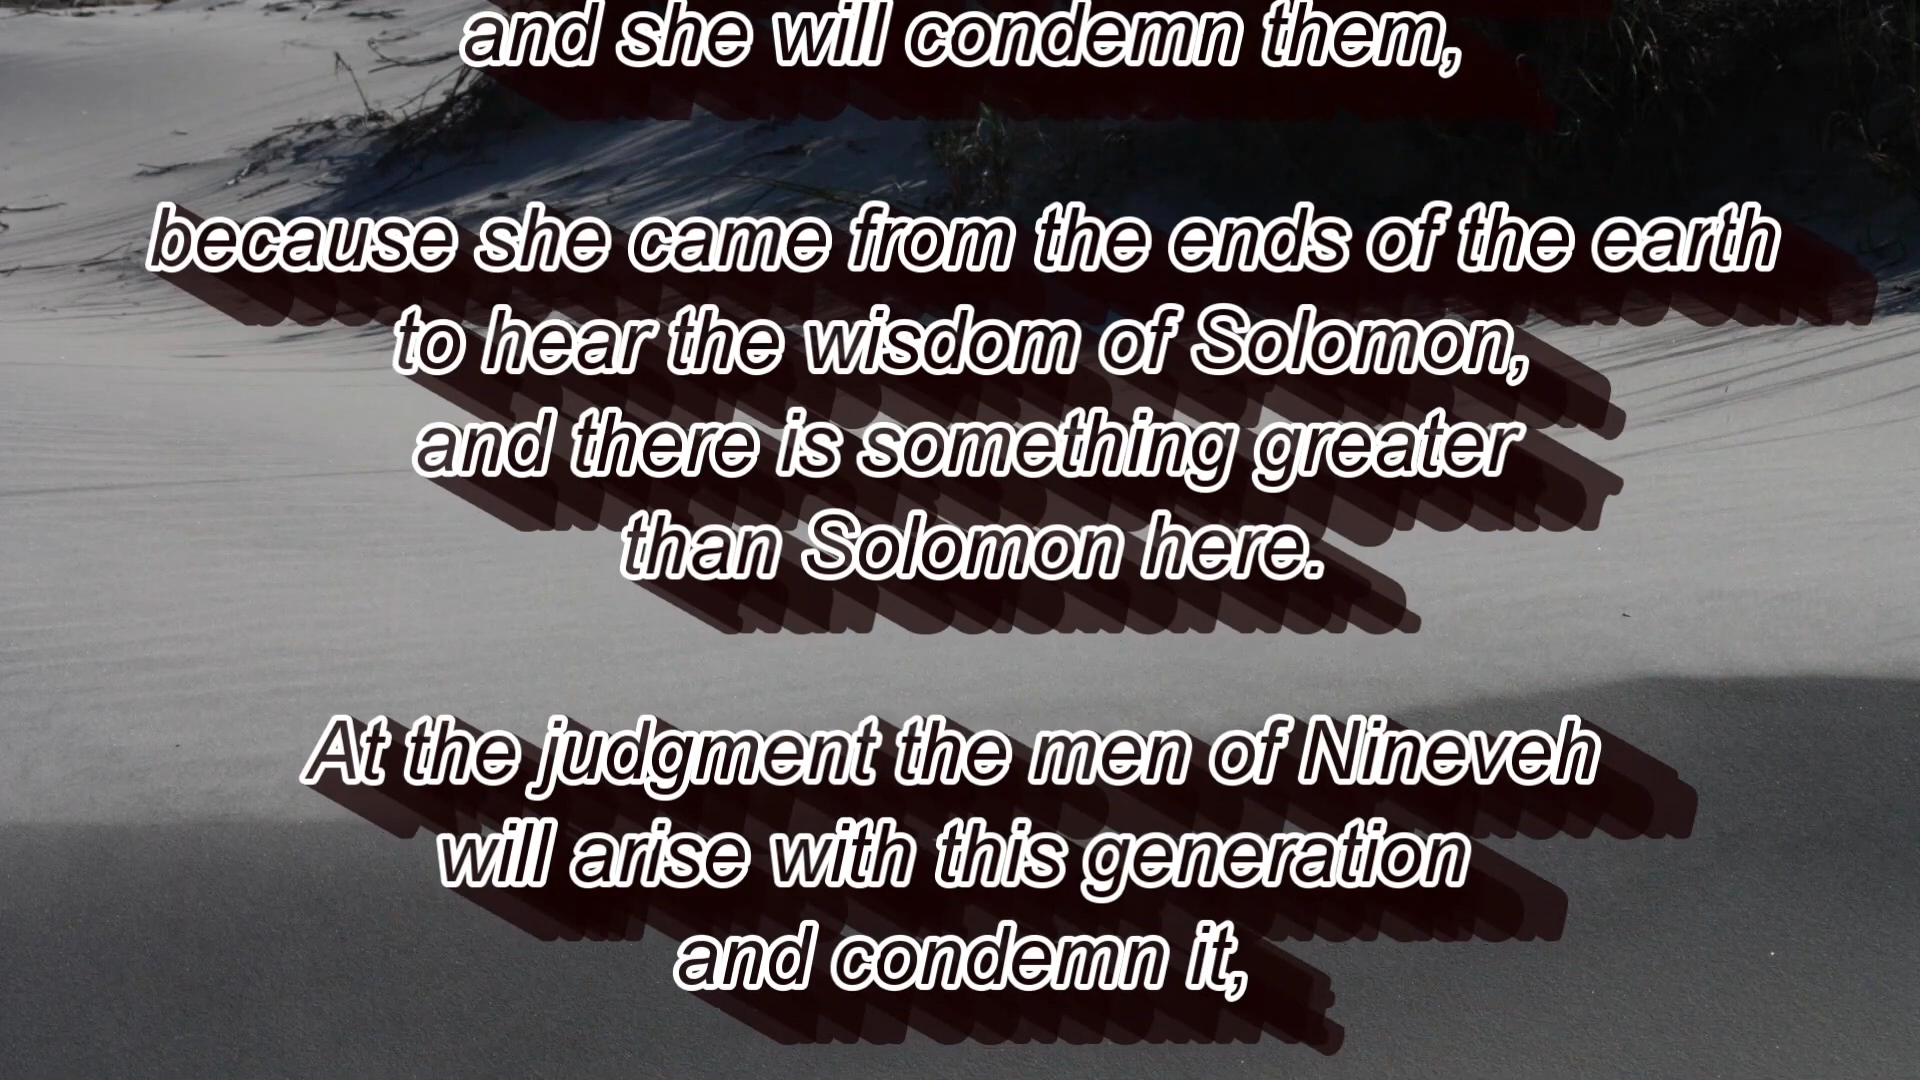 and she will condemn them,
because she came from the ends of the earth
to hear the wisdom of Solomon,
and there is something greater
than Solomon here.
At the judgment the men of Nineveh
will arise with this generation
and condemn it,